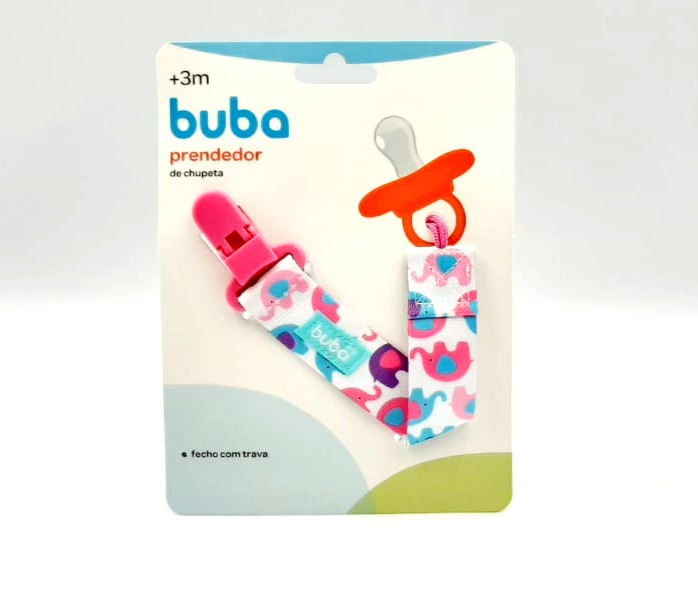 +3m
buba
prendedor
de chupeta
buba
fecho com trava